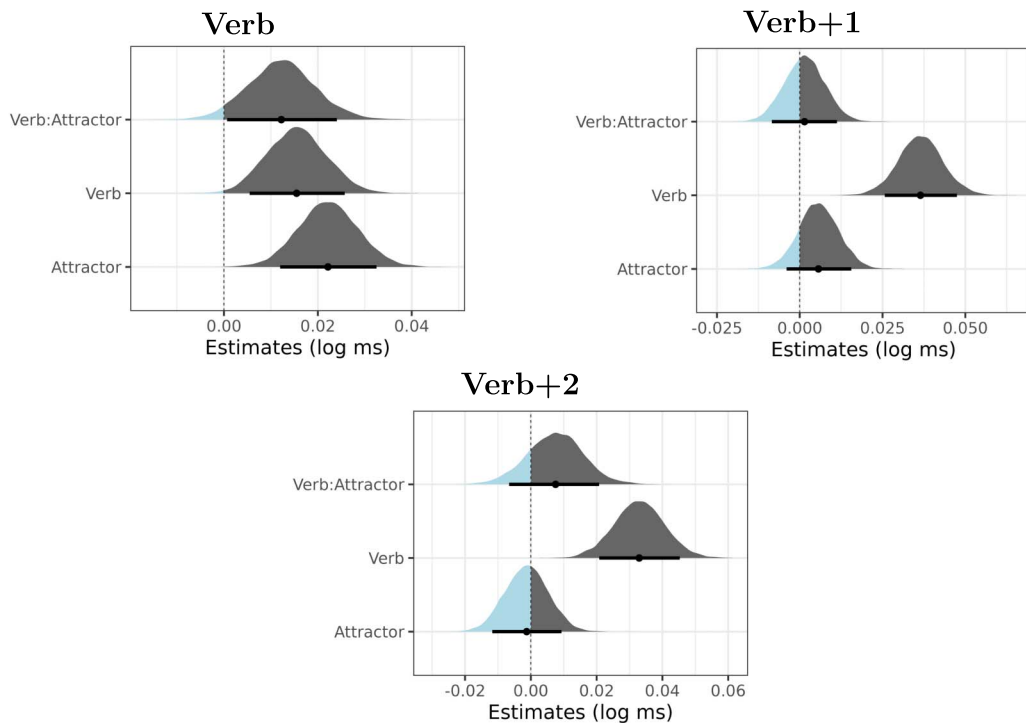 Verb
Verb:Attractor
Verb
Attractor
0.00 0.02 0.04
Estimates (log ms)
Verb+1
Verb:Attractor
Verb
Attractor
-0.025 0.000 0.025 0.050
Estimates (log ms)
Verb+2
Verb:Attractor
Verb
Attractor
-0.02 0.00 0.02 0.04 0.06
Estimates (log ms)